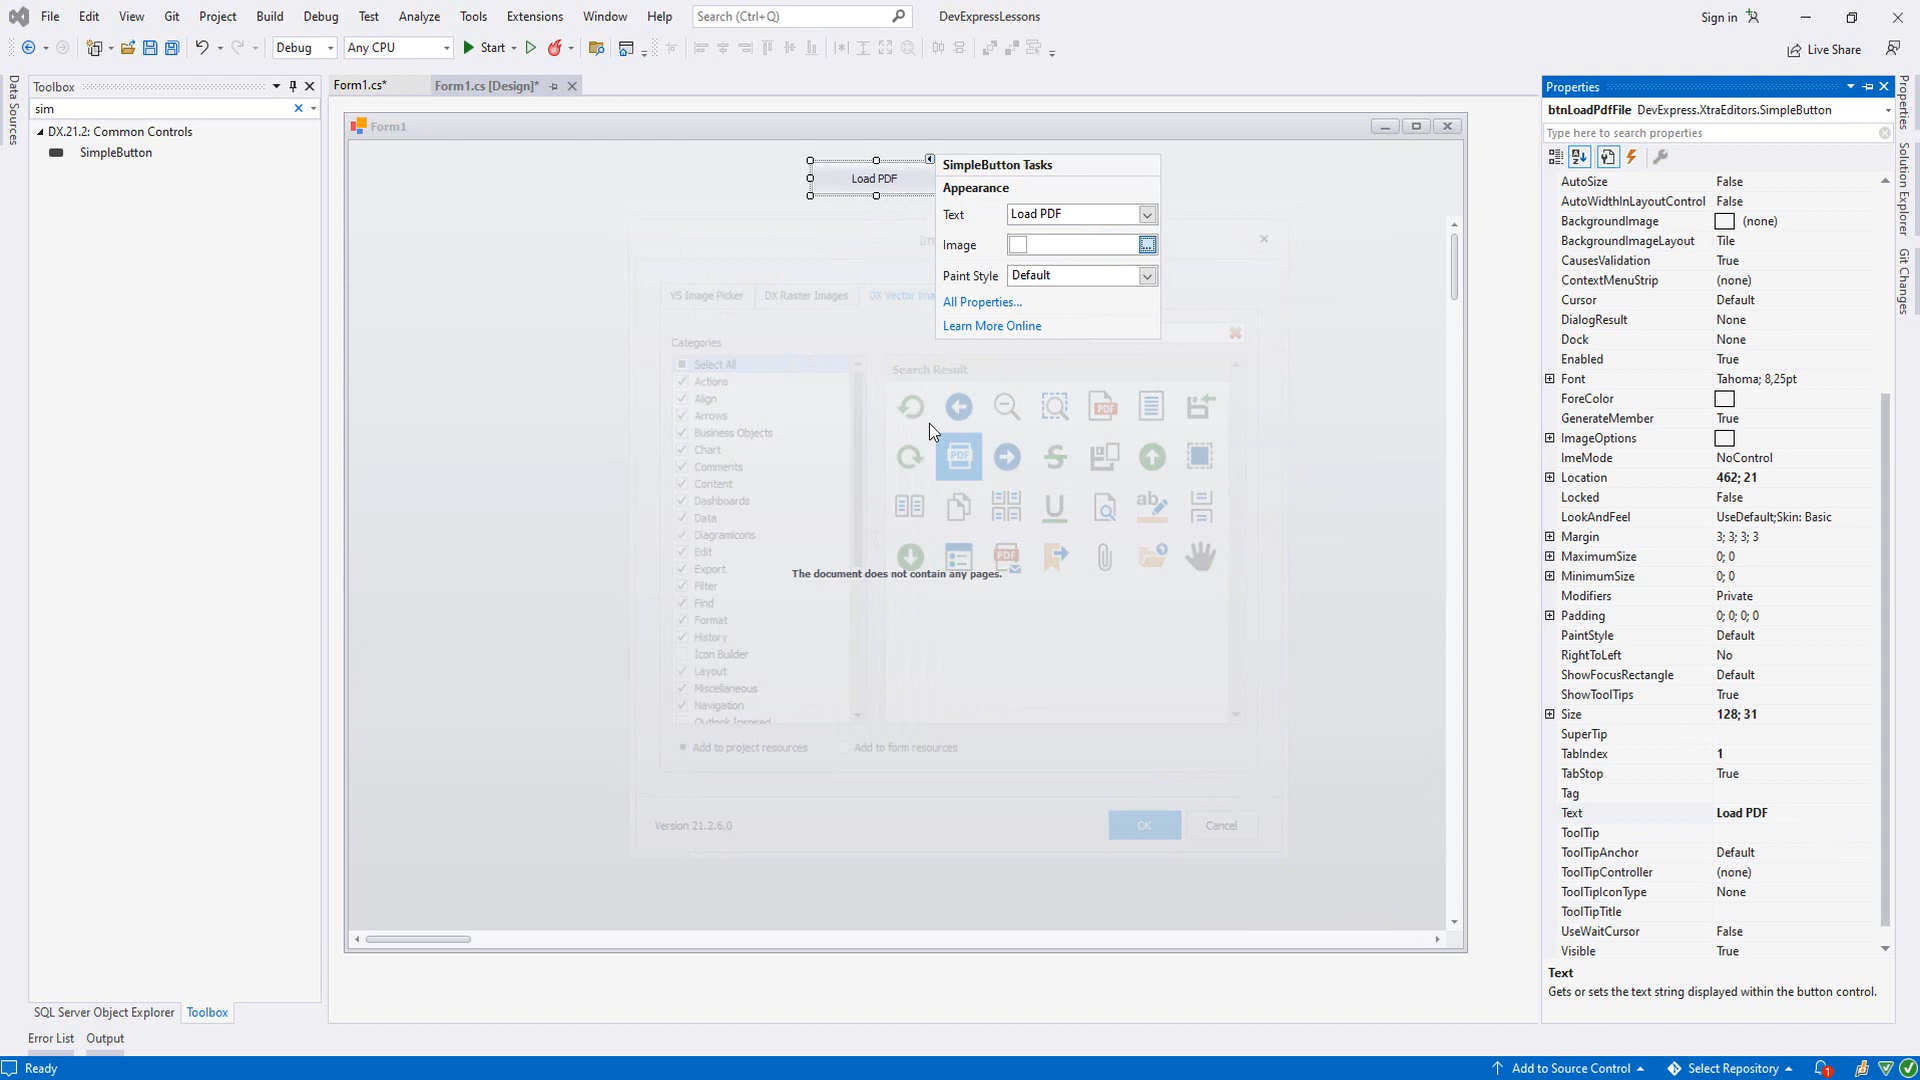 File Edit View Git Project Build Debug Test Analyze Tools Extensions Window Help Search (Ctrl+Q) DevExpressLessons Sign in
Debug Any CPU Start Live Share
Data Sources
Toolbox
sim
DX.21.2: Common Controls
SimpleButton
SQL Server Object Explorer Toolbox
Form1.cs* Form1.cs [Design]*
Form1
Load PDF
SimpleButton Tasks
Appearance
Text Load PDF
Image ...
Paint Style Default
All Properties...
Learn More Online
VS Image Picker DX Raster Images DX Vector
Categories
Select All
Actions
Align
Arrows
Business Objects
Chart
Comments
Content
Dashboards
Data
Diagramicons
Edit
Export
Filter
Find
Format
History
Icon Builder
Layout
Miscellaneous
Navigation
Outlook Inspired
Search Result
PDF
PDF
S
U ab
PDF
The document does not contain any pages.
Add to project resources Add to form resources
Version 21.2.6.0 OK Cancel
Properties
btnLoadPdfFile DevExpress.XtraEditors.SimpleButton
Type here to search properties
AutoSize False
AutoWidthInLayoutControl False
BackgroundImage (none)
BackgroundImageLayout Tile
CausesValidation True
ContextMenuStrip (none)
Cursor Default
DialogResult None
Dock None
Enabled True
Font Tahoma; 8,25pt
ForeColor
GenerateMember True
ImageOptions
ImeMode NoControl
Location 462; 21
Locked False
LookAndFeel UseDefault;Skin: Basic
Margin 3; 3; 3; 3
MaximumSize 0; 0
MinimumSize 0; 0
Modifiers Private
Padding 0; 0; 0; 0
PaintStyle Default
RightToLeft No
ShowFocusRectangle Default
ShowToolTips True
Size 128; 31
SuperTip
TabIndex 1
TabStop True
Tag
Text Load PDF
ToolTip
ToolTipAnchor Default
ToolTipController (none)
ToolTipIconType None
ToolTipTitle
UseWaitCursor False
Visible True
Text
Gets or sets the text string displayed within the button control.
Properties
Solution Explorer
Git Changes
Error List Output
Ready Add to Source Control Select Repository 1